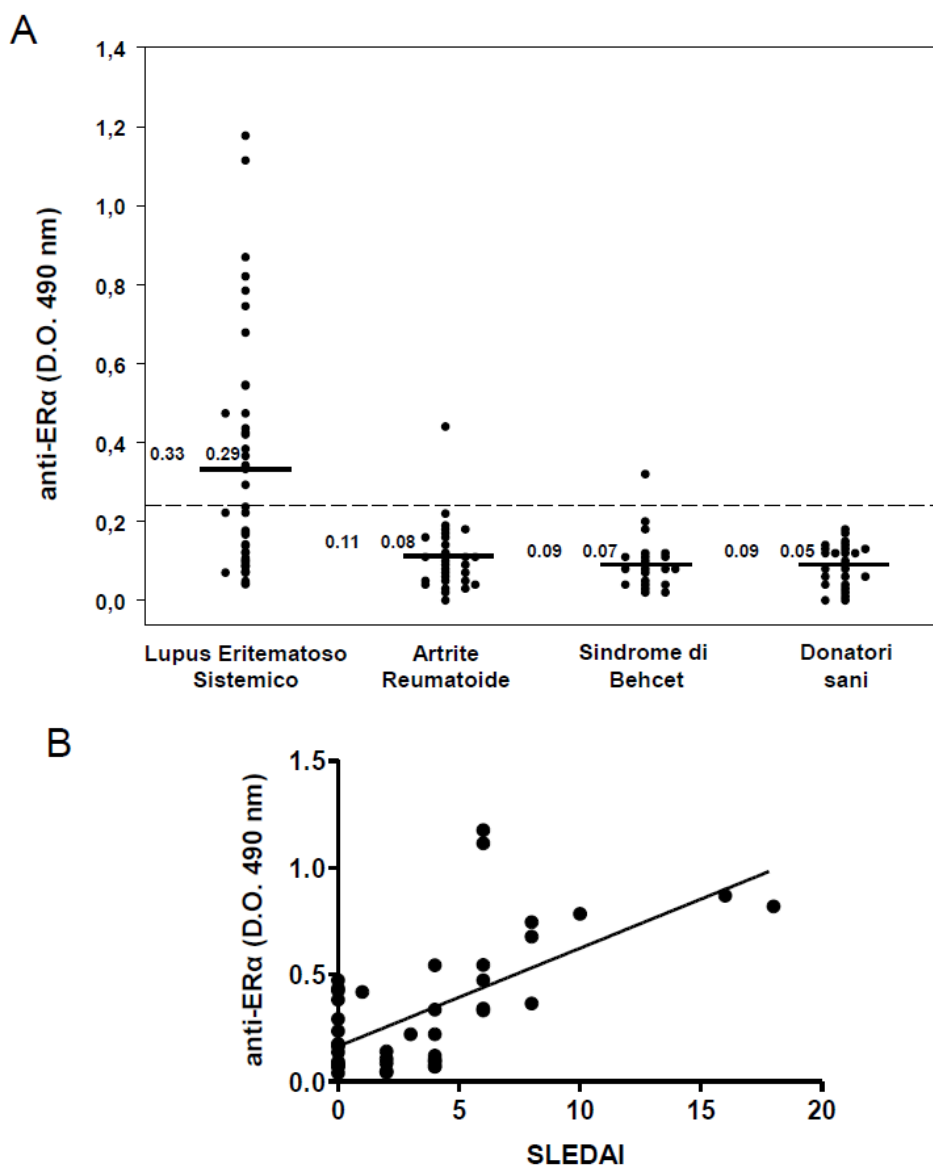 A
1,4
1,2
1,0
0,8
0,6
0,4
0,2
0,0
anti-ERα (D.O. 490 nm)
0.33 0.29
0.11 0.08
0.09 0.07
0.09 0.05
Lupus Eritematoso
Sistemico
Artrite
Reumatoide
Sindrome di
Behcet
Donatori
sani
B
1.5
1.0
0.5
0.0
anti-ERα (D.O. 490 nm)
0 5 10 15 20
SLEDAI